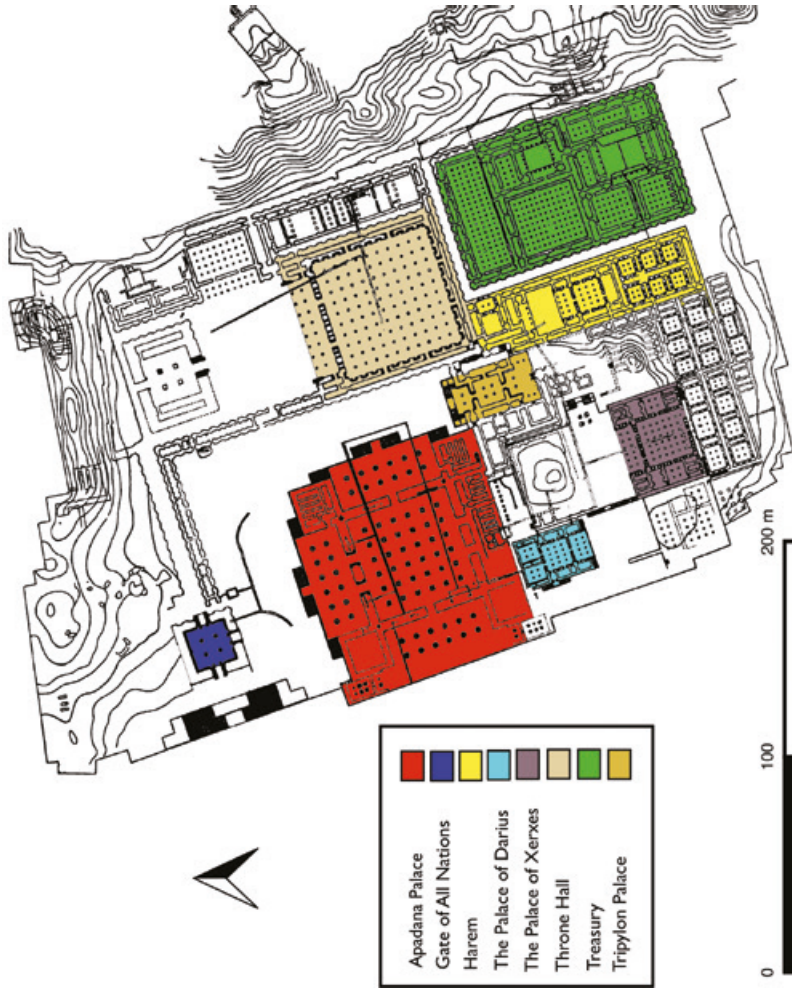 Apadana Palace
Gate of All Nations
Harem
The Palace of Darius
The Palace of Xerxes
Throne Hall
Treasury
Tripylon Palace
0
100
200 m